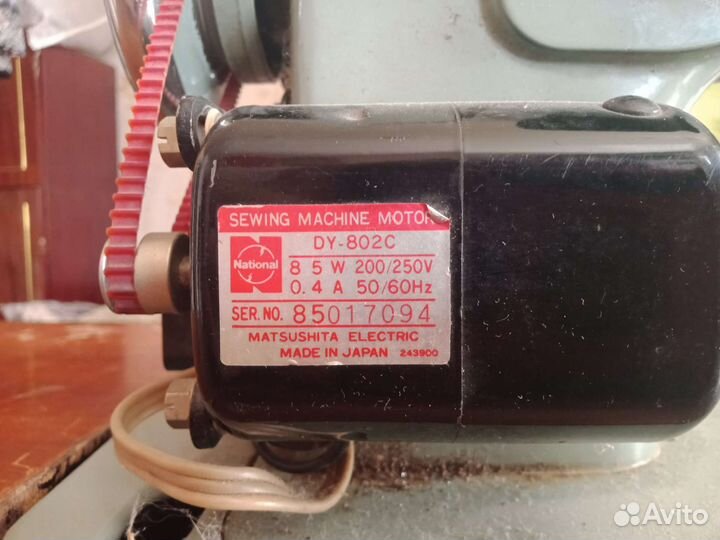 SEWING MACHINE MOTOR
DY-802C
National
85W 200/250V
0.4A 50/60Hz
SER.NO. 85017094
MATSUSHITA ELECTRIC
MADE IN JAPAN 243900
Avito